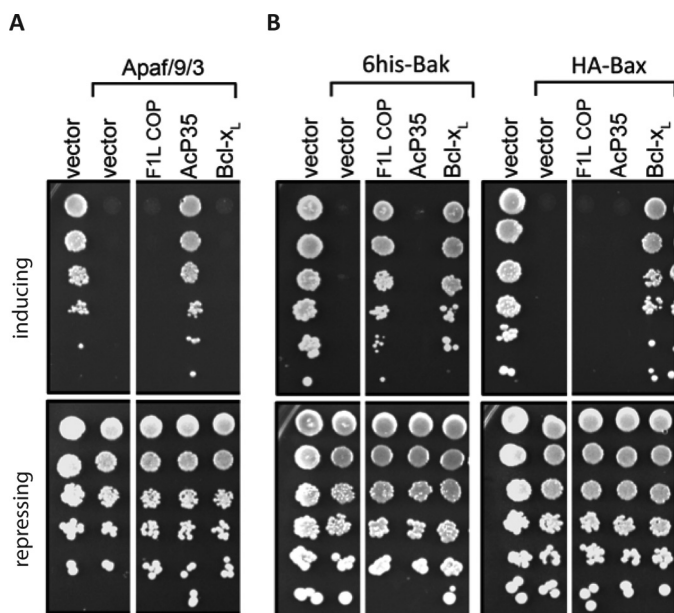 A
B
Apaf/9/3
6his-Bak
HA-Bax
vector
vector
F1L COP
AcP35
Bcl-xL
vector
vector
F1L COP
AcP35
Bcl-xL
vector
vector
F1L COP
AcP35
Bcl-xL
inducing
repressing